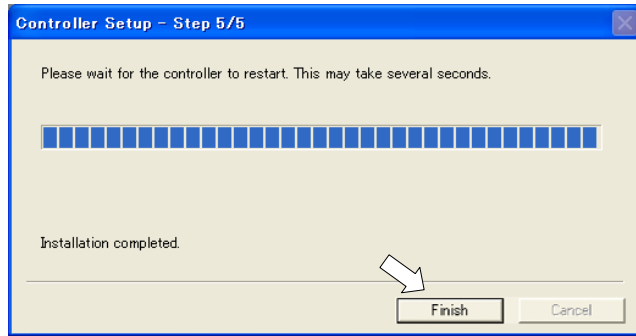 Controller Setup - Step 5/5
Please wait for the controller to restart. This may take several seconds.
Installation completed.
Finish
Cancel